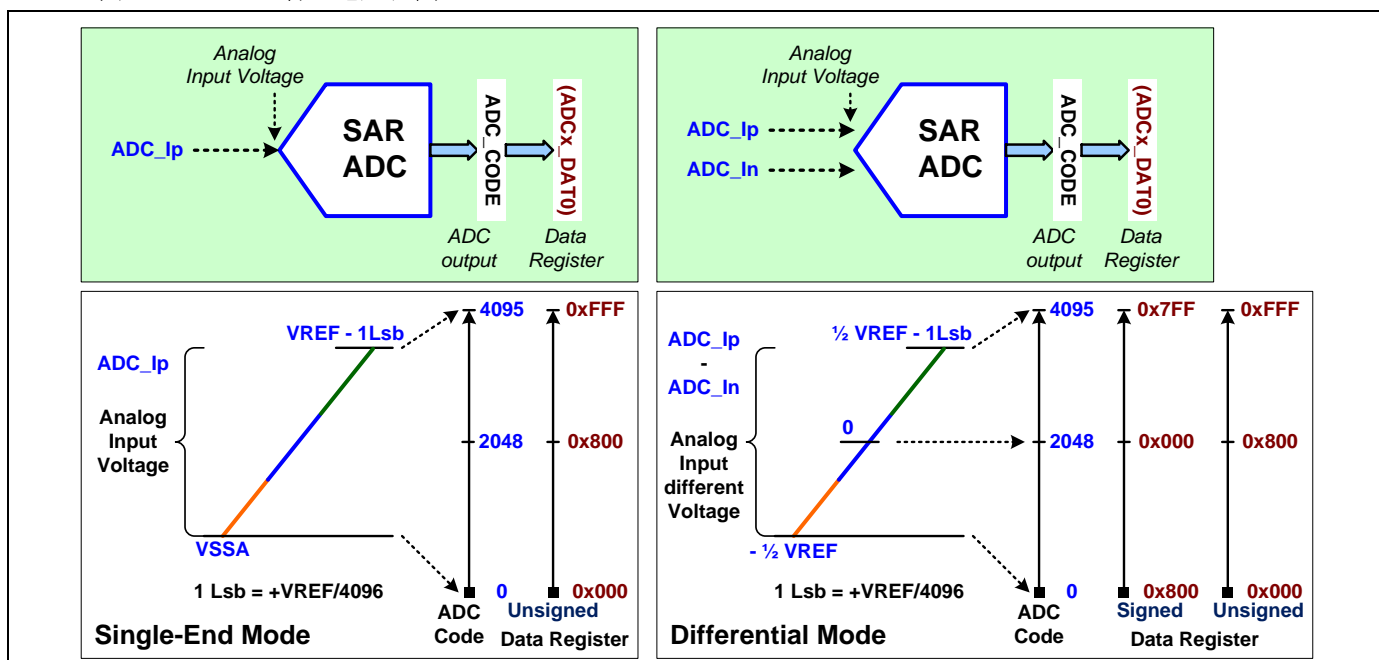 Analog
Input Voltage
ADC_Ip
SAR
ADC
ADC_CODE
(ADCx_DAT0)
ADC
output
Data
Register
Analog
Input Voltage
ADC_Ip
ADC_In
SAR
ADC
ADC_CODE
(ADCx_DAT0)
ADC
output
Data
Register
ADC_Ip
Analog
Input
Voltage
VREF - 1Lsb
VSSA
4095
0xFFF
2048
0x800
0
0x000
1 Lsb = +VREF/4096
ADC
Code
Unsigned
Data Register
Single-End Mode
ADC_Ip
-
ADC_In
Analog
Input
different
Voltage
½ VREF - 1Lsb
0
- ½ VREF
4095
0x7FF
0xFFF
2048
0x000
0x800
0
0x800
0x000
1 Lsb = +VREF/4096
ADC
Code
Signed
Unsigned
Data Register
Differential Mode